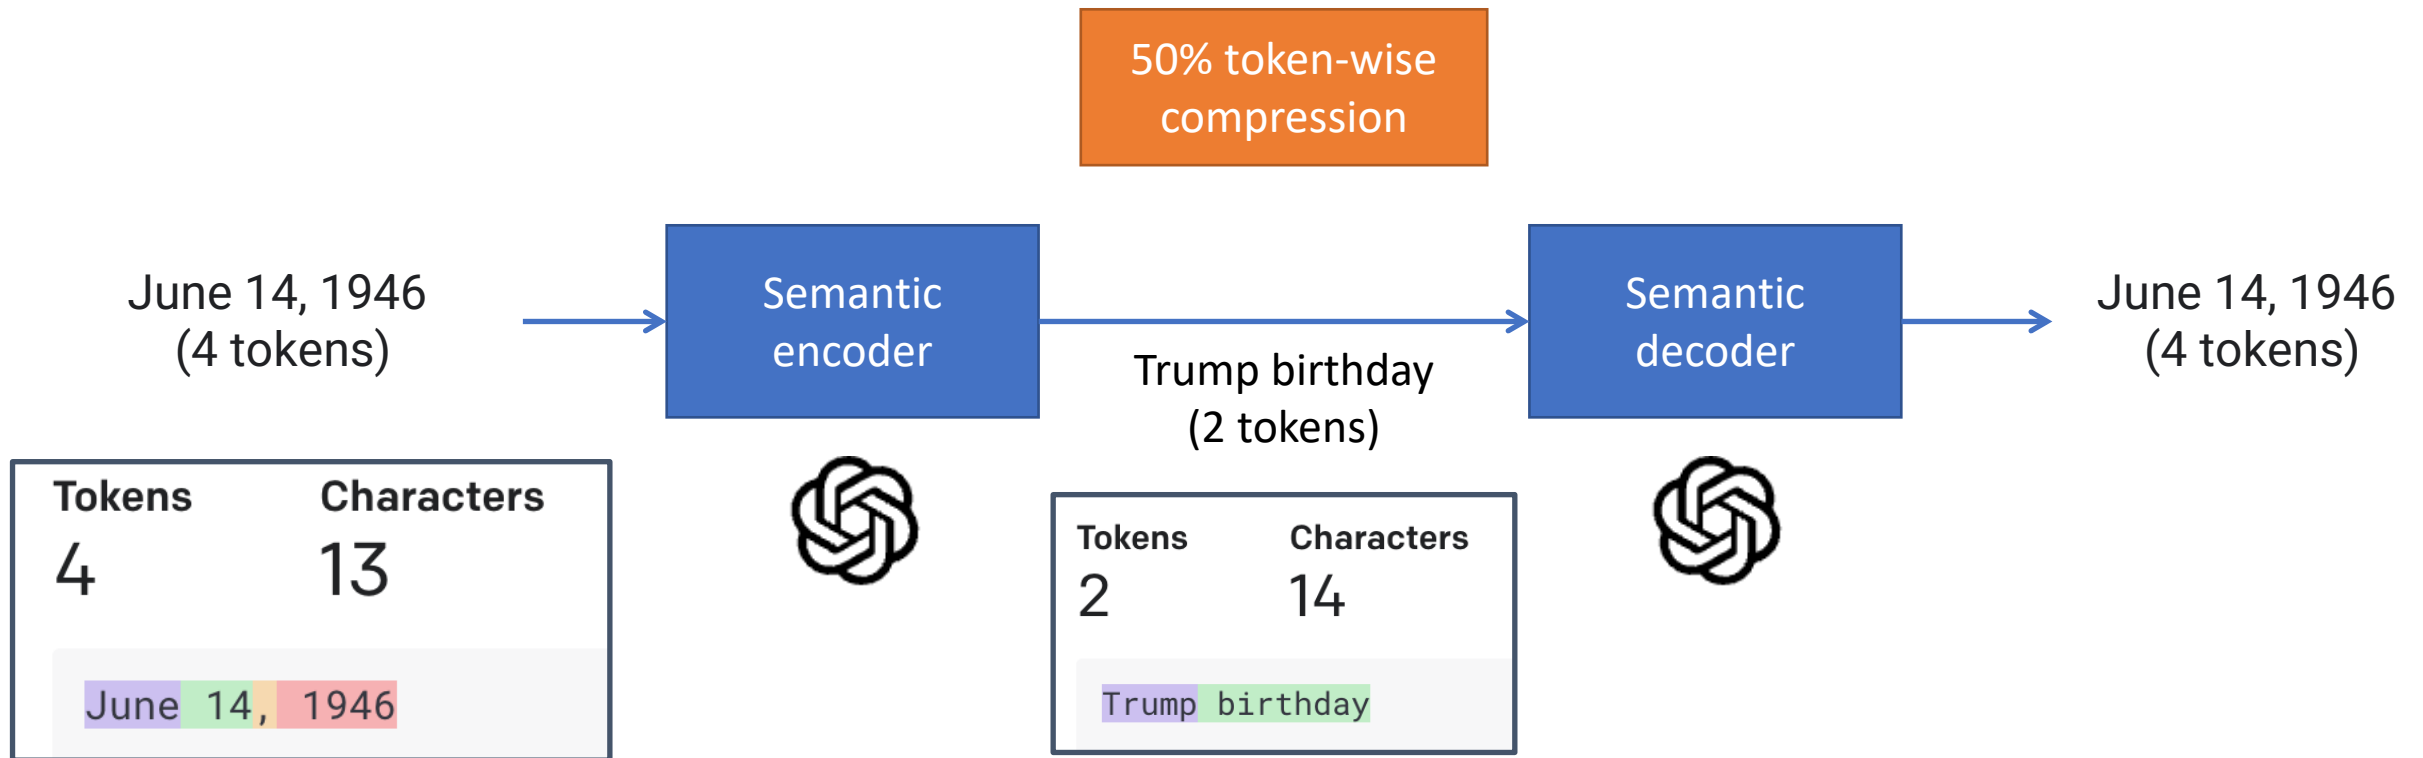 50% token-wise
compression
June 14, 1946
(4 tokens)
Semantic
encoder
Trump birthday
(2 tokens)
Semantic
decoder
June 14, 1946
(4 tokens)
Tokens Characters
4 13
June 14, 1946
Tokens Characters
2 14
Trump birthday